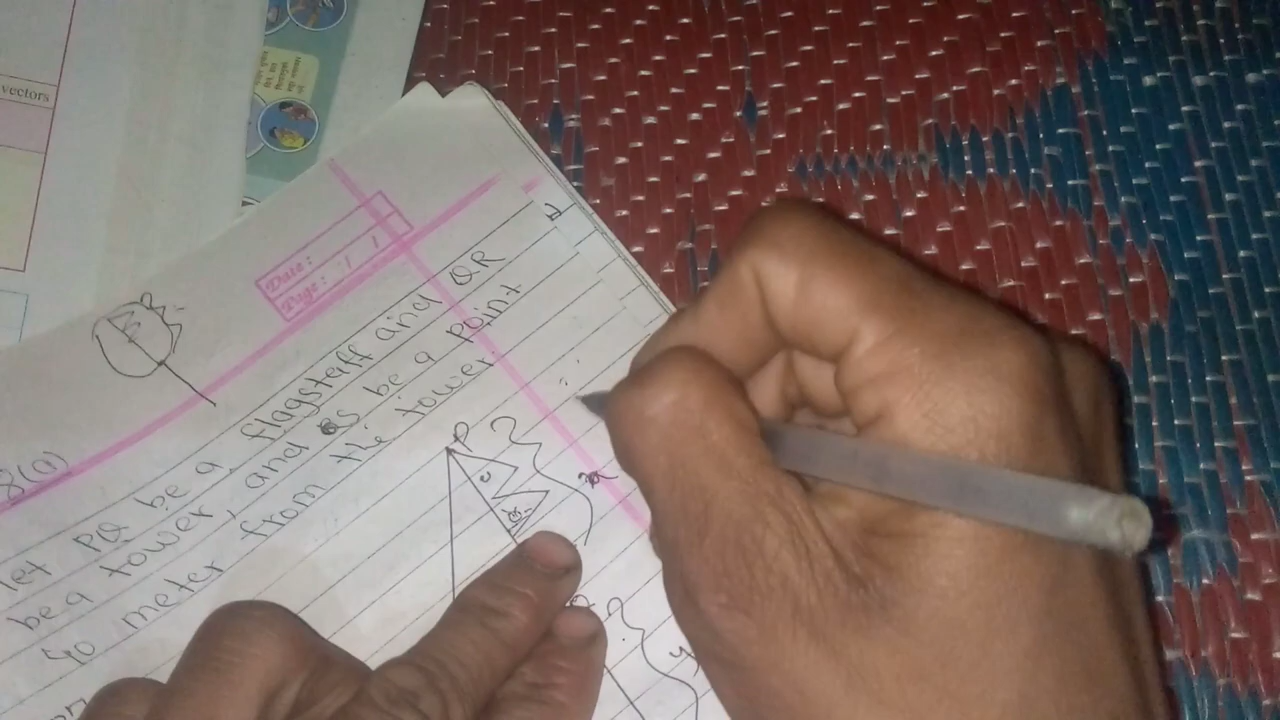 vectors
Date :
Page :
8(a)
let PQ be a flagstaff and QR
be a tower, and s be a point
40 meter from the tower
P
Q
x
y